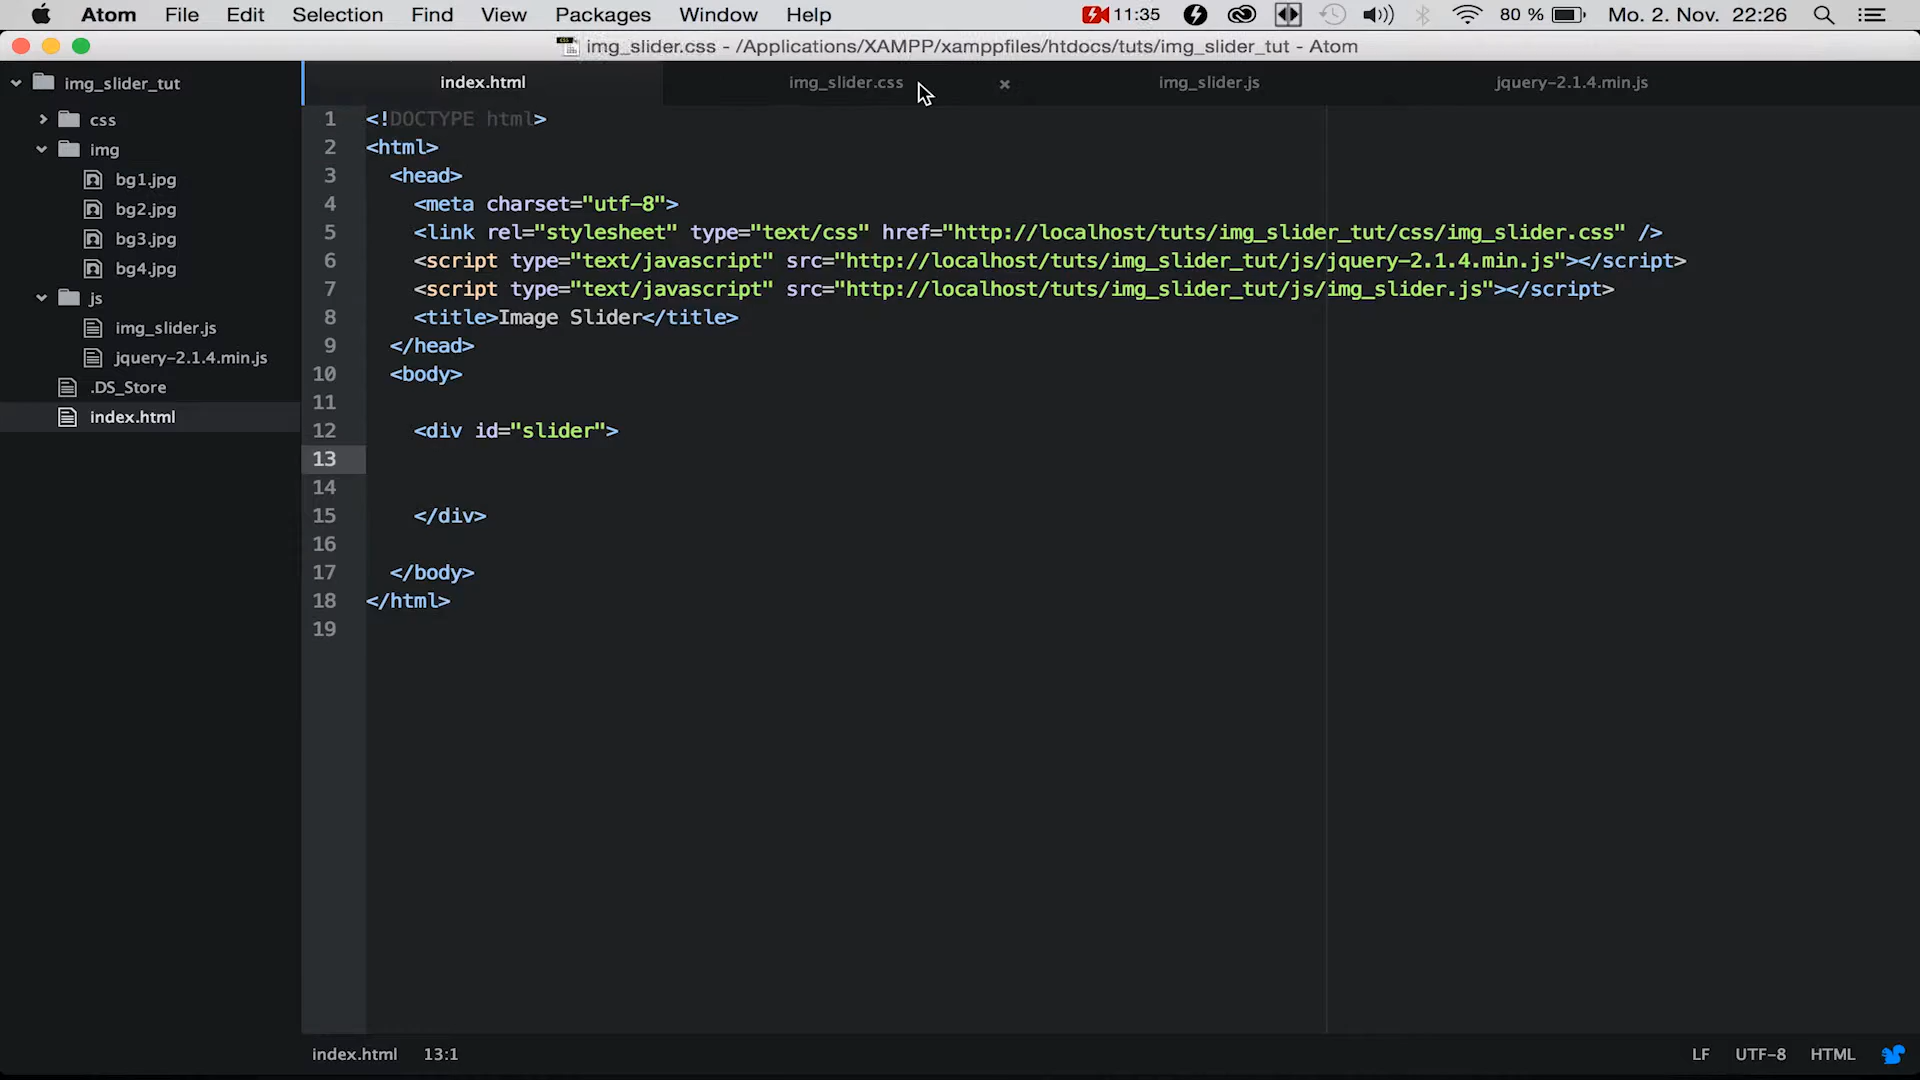 Atom File Edit Selection Find View Packages Window Help 11:35 80 % Mo. 2. Nov. 22:26
img_slider.css - /Applications/XAMPP/xamppfiles/htdocs/tuts/img_slider_tut - Atom
img_slider_tut
css
img
bg1.jpg
bg2.jpg
bg3.jpg
bg4.jpg
js
img_slider.js
jquery-2.1.4.min.js
.DS_Store
index.html
index.html img_slider.css × img_slider.js jquery-2.1.4.min.js
1 <!DOCTYPE html>
2 <html>
3 <head>
4 <meta charset="utf-8">
5 <link rel="stylesheet" type="text/css" href="http://localhost/tuts/img_slider_tut/css/img_slider.css" />
6 <script type="text/javascript" src="http://localhost/tuts/img_slider_tut/js/jquery-2.1.4.min.js"></script>
7 <script type="text/javascript" src="http://localhost/tuts/img_slider_tut/js/img_slider.js"></script>
8 <title>Image Slider</title>
9 </head>
10 <body>
11
12 <div id="slider">
13
14
15 </div>
16
17 </body>
18 </html>
19
index.html 13:1 LF UTF-8 HTML